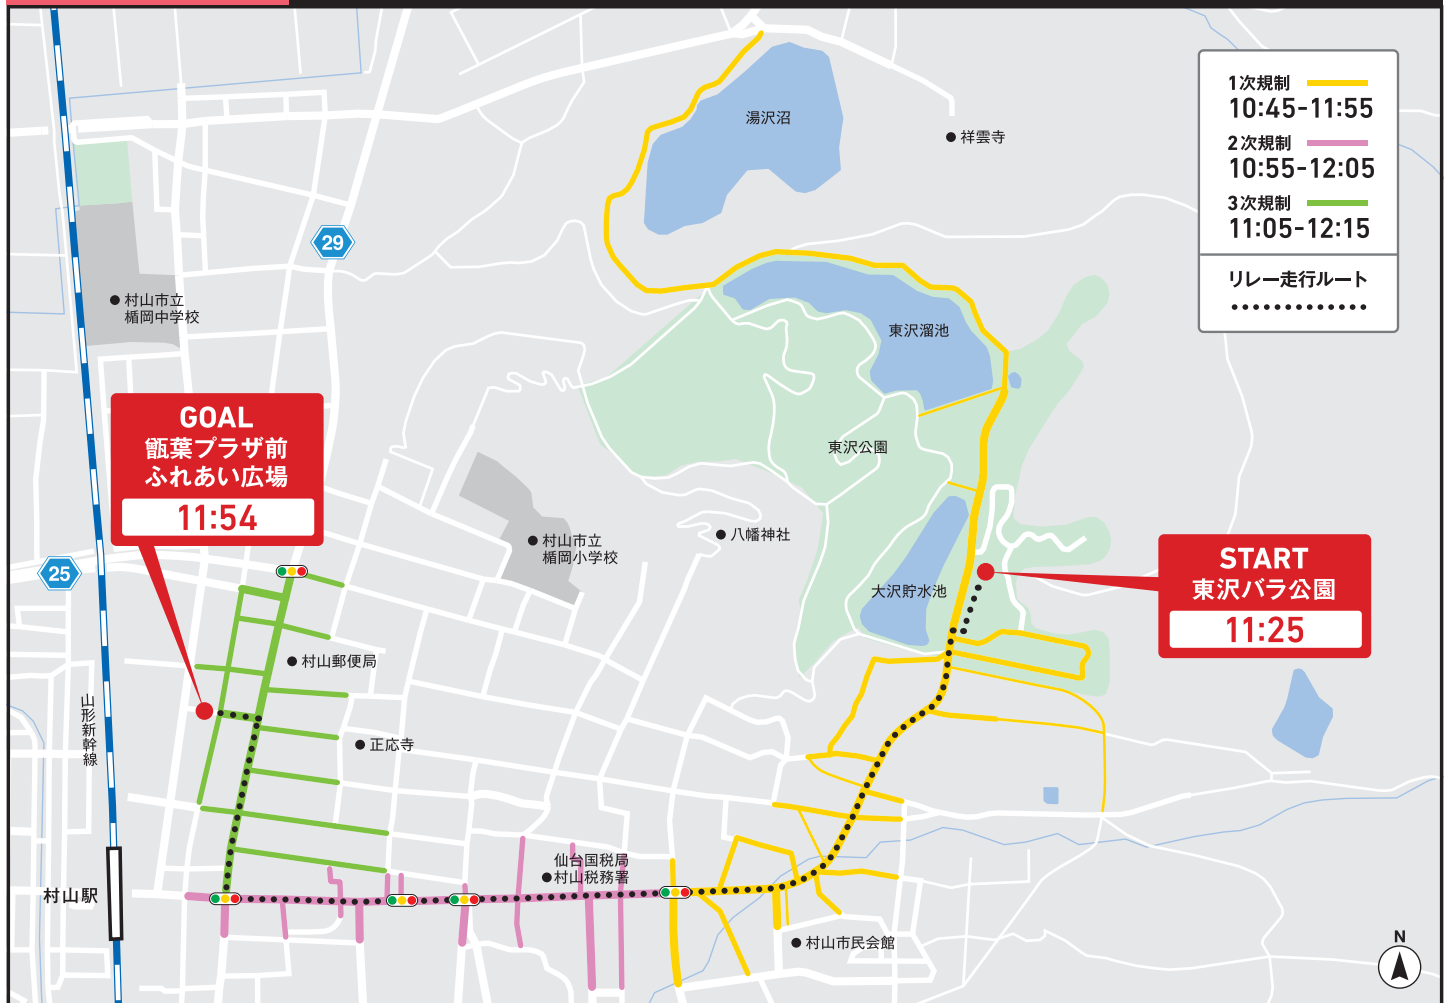 1次規制
10:45-11:55
2次規制
10:55-12:05
3次規制
11:05-12:15
リレー走行ルート
湯沢沼
祥雲寺
29
村山市立
楯岡中学校
東沢溜池
GOAL
甑葉プラザ前
ふれあい広場
11:54
東沢公園
村山市立
楯岡小学校
八幡神社
START
東沢バラ公園
11:25
25
大沢貯水池
村山郵便局
山形新幹線
正応寺
仙台国税局
村山税務署
村山駅
村山市民会館
N